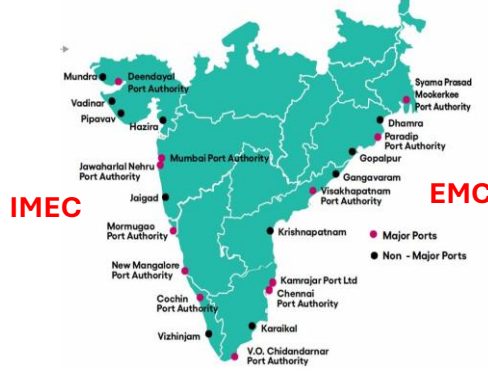 Mundra
Deendayal
Port Authority
Vadinar
Pipavav
Hazira
Syama Prasad
Mookerkee
Port Authority
Dhamra
Paradip
Port Authority
Gopalpur
Gangavaram
Visakhapatnam
Port Authority
Mumbai Port Authority
Jawaharlal Nehru
Port Authority
IMEC
EMC
Jaigad
Mormugao
Port Authority
Krishnapatnam
Major Ports
Non - Major Ports
New Mangalore
Port Authority
Kamrajar Port Ltd
Chennai
Port Authority
Cochin
Port Authority
Vizhinjam
Karaikal
V.O. Chidandarnar
Port Authority